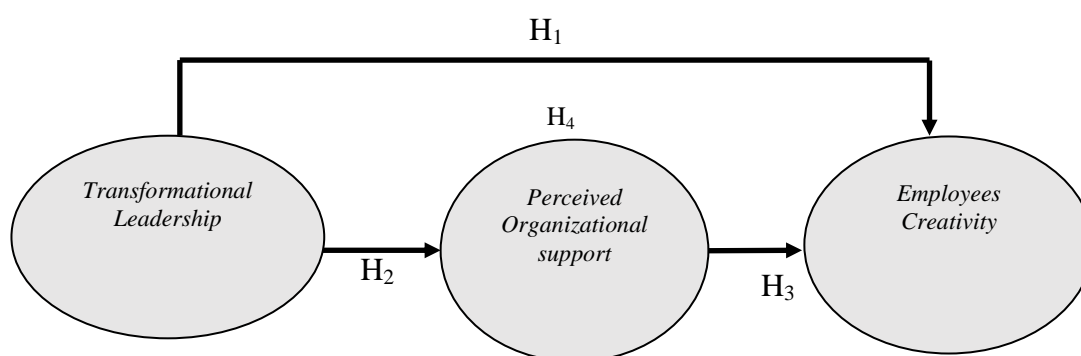 H1
H4
Transformational
Leadership
Perceived
Organizational
support
Employees
Creativity
H2
H3